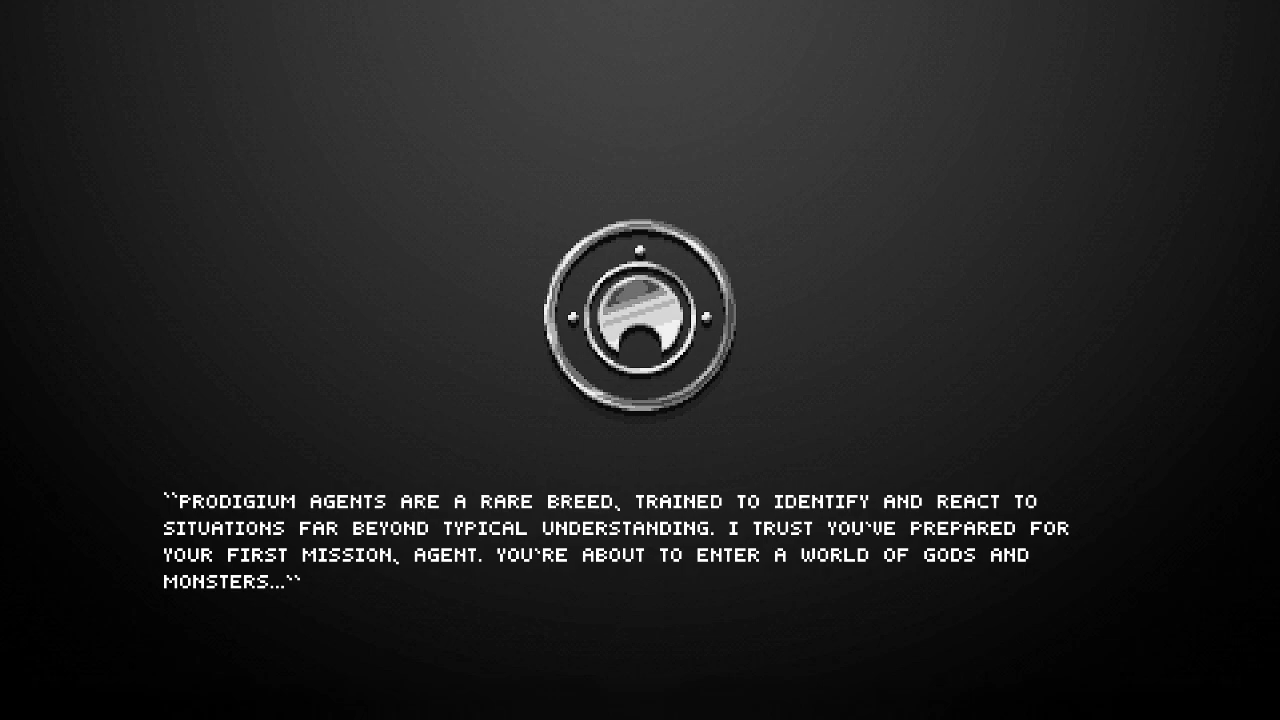 ``PRODIGIUM AGENTS ARE A RARE BREED, TRAINED TO IDENTIFY AND REACT TO
SITUATIONS FAR BEYOND TYPICAL UNDERSTANDING. I TRUST YOU`VE PREPARED FOR
YOUR FIRST MISSION, AGENT. YOU`RE ABOUT TO ENTER A WORLD OF GODS AND
MONSTERS...``